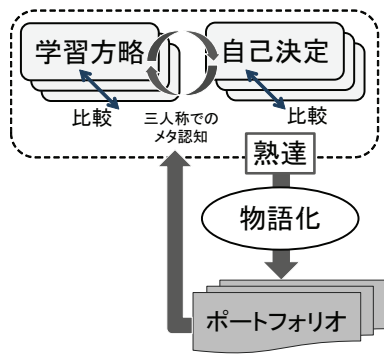 学習方略
自己決定
比較
三人称での
メタ認知
比較
熟達
物語化
ポートフォリオ